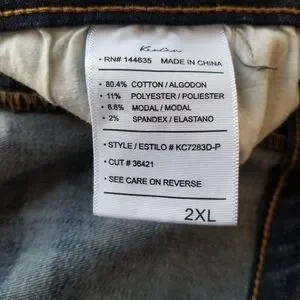 KanCan
• RN# 144635 MADE IN CHINA
• 80.4% COTTON / ALGODON
• 11% POLYESTER / POLIESTER
• 6.6% MODAL / MODAL
• 2% SPANDEX / ELASTANO
• STYLE / ESTILO # KC7283D-P
• CUT # 36421
• SEE CARE ON REVERSE
2XL